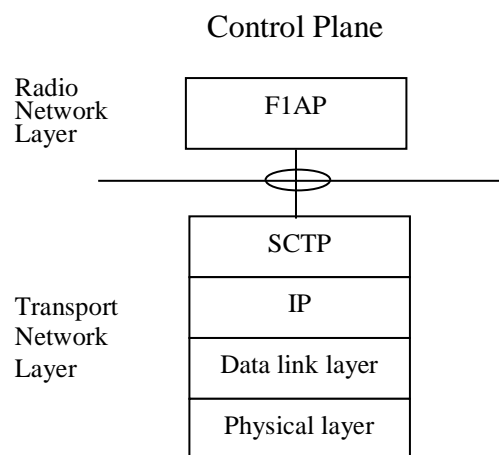 Control Plane
Radio
Network
Layer
F1AP
SCTP
Transport
Network
Layer
IP
Data link layer
Physical layer